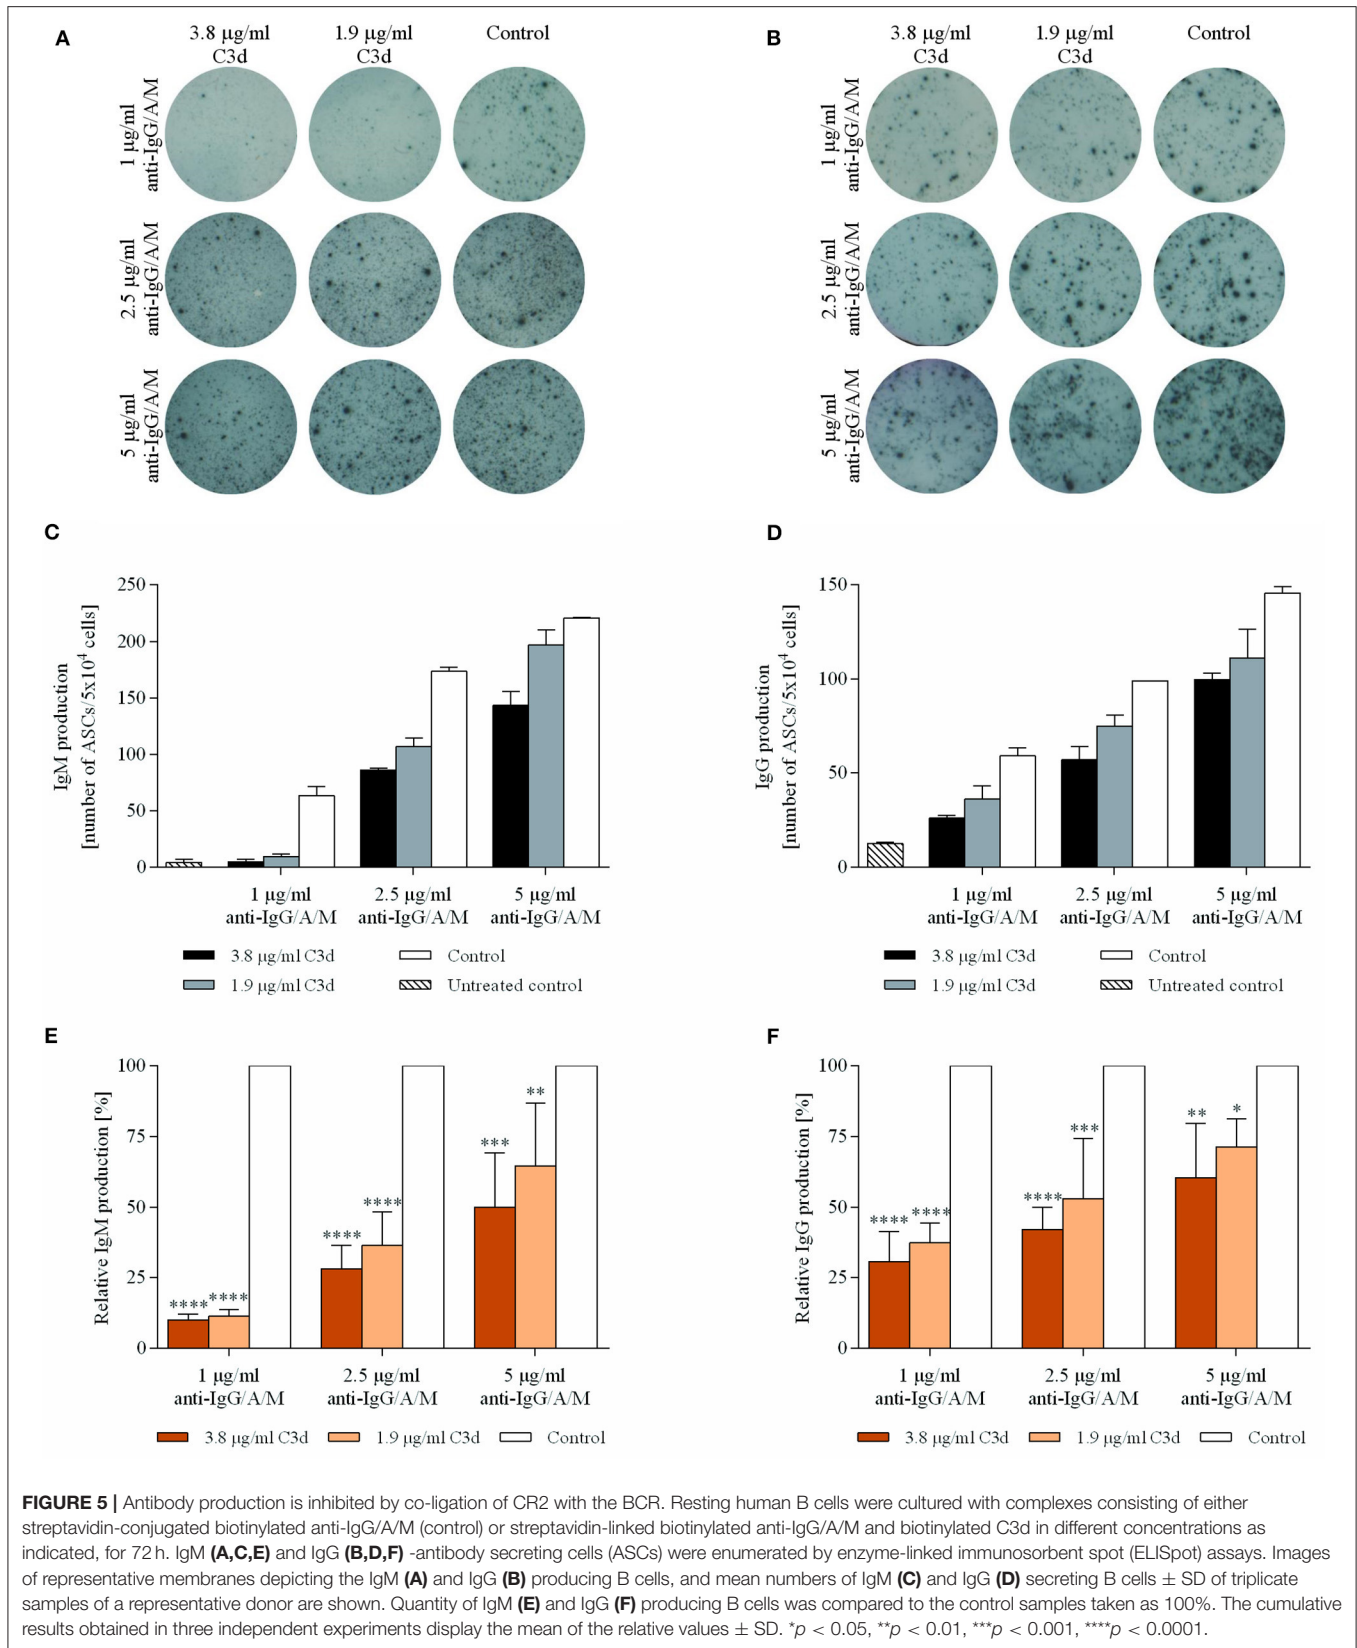 A
3.8 μg/ml
C3d
1.9 μg/ml
C3d
Control
1 μg/ml
anti-IgG/A/M
2.5 μg/ml
anti-IgG/A/M
5 μg/ml
anti-IgG/A/M
B
3.8 μg/ml
C3d
1.9 μg/ml
C3d
Control
1 μg/ml
anti-IgG/A/M
2.5 μg/ml
anti-IgG/A/M
5 μg/ml
anti-IgG/A/M
C
IgM production
[number of ASCs/5x10⁴ cells]
250
200
150
100
50
0
1 μg/ml
anti-IgG/A/M
2.5 μg/ml
anti-IgG/A/M
5 μg/ml
anti-IgG/A/M
3.8 μg/ml C3d
Control
1.9 μg/ml C3d
Untreated control
D
IgG production
[number of ASCs/5x10⁴ cells]
150
100
50
0
1 μg/ml
anti-IgG/A/M
2.5 μg/ml
anti-IgG/A/M
5 μg/ml
anti-IgG/A/M
3.8 μg/ml C3d
Control
1.9 μg/ml C3d
Untreated control
E
Relative IgM production [%]
100
75
50
25
0
**** ****
**** ****
*** **
1 μg/ml
anti-IgG/A/M
2.5 μg/ml
anti-IgG/A/M
5 μg/ml
anti-IgG/A/M
3.8 μg/ml C3d
1.9 μg/ml C3d
Control
F
Relative IgG production [%]
100
75
50
25
0
**** ****
**** ***
** *
1 μg/ml
anti-IgG/A/M
2.5 μg/ml
anti-IgG/A/M
5 μg/ml
anti-IgG/A/M
3.8 μg/ml C3d
1.9 μg/ml C3d
Control
FIGURE 5 | Antibody production is inhibited by co-ligation of CR2 with the BCR. Resting human B cells were cultured with complexes consisting of either
streptavidin-conjugated biotinylated anti-IgG/A/M (control) or streptavidin-linked biotinylated anti-IgG/A/M and biotinylated C3d in different concentrations as
indicated, for 72 h. IgM (A,C,E) and IgG (B,D,F) -antibody secreting cells (ASCs) were enumerated by enzyme-linked immunosorbent spot (ELISpot) assays. Images
of representative membranes depicting the IgM (A) and IgG (B) producing B cells, and mean numbers of IgM (C) and IgG (D) secreting B cells ± SD of triplicate
samples of a representative donor are shown. Quantity of IgM (E) and IgG (F) producing B cells was compared to the control samples taken as 100%. The cumulative
results obtained in three independent experiments display the mean of the relative values ± SD. *p < 0.05, **p < 0.01, ***p < 0.001, ****p < 0.0001.